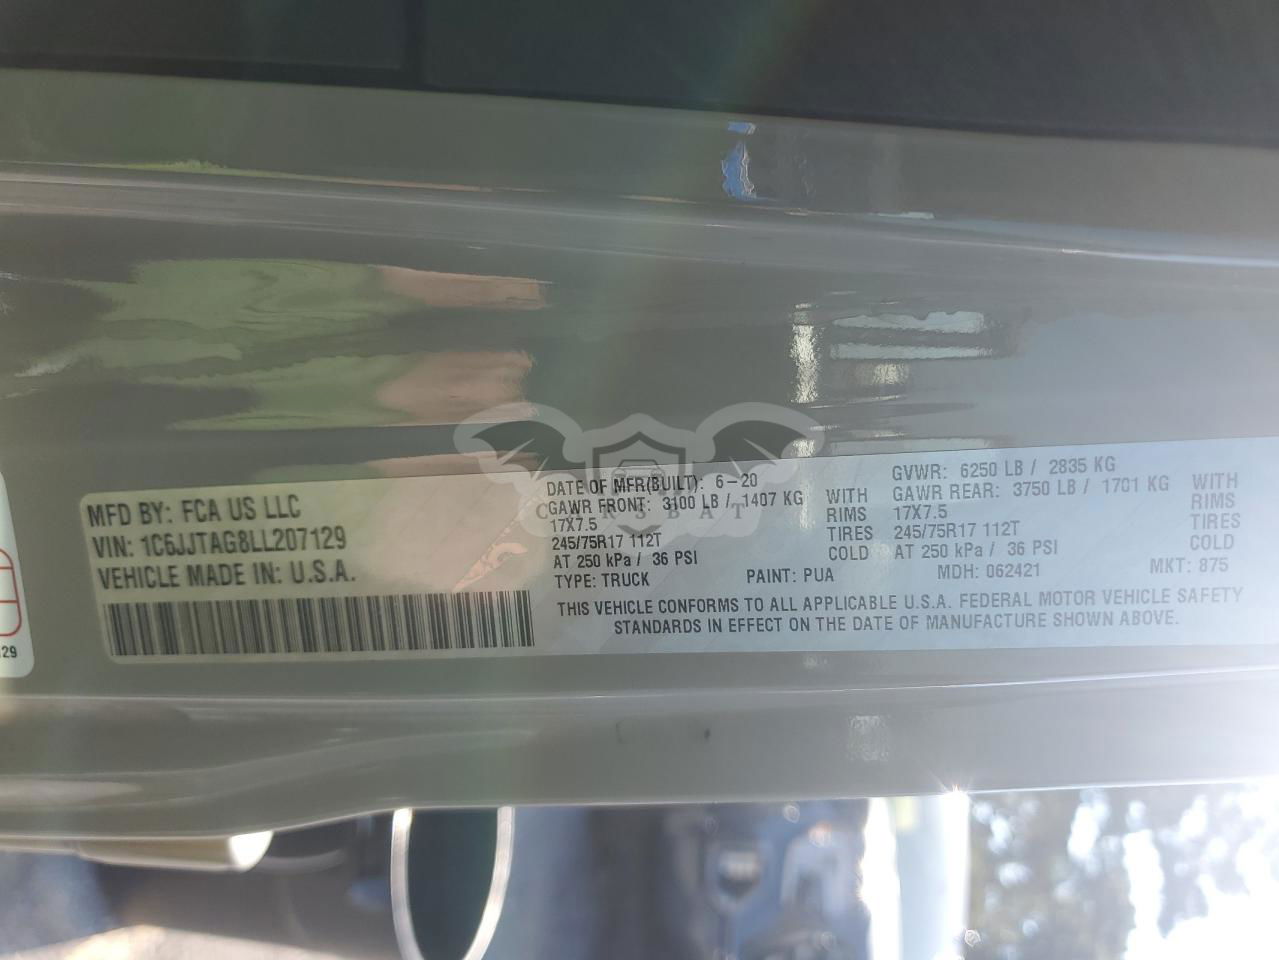 MFD BY: FCA US LLC
VIN: 1C6JJTAG8LL207129
VEHICLE MADE IN: U.S.A.
DATE OF MFR(BUILT): 6-20
GAWR FRONT: 3100 LB / 1407 KG WITH
17X7.5 RIMS
245/75R17 112T TIRES
AT 250 kPa / 36 PSI COLD
TYPE: TRUCK PAINT: PUA
GVWR: 6250 LB / 2835 KG
GAWR REAR: 3750 LB / 1701 KG WITH
17X7.5 RIMS
245/75R17 112T TIRES
AT 250 kPa / 36 PSI COLD
MDH: 062421 MKT: 875
THIS VEHICLE CONFORMS TO ALL APPLICABLE U.S.A. FEDERAL MOTOR VEHICLE SAFETY
STANDARDS IN EFFECT ON THE DATE OF MANUFACTURE SHOWN ABOVE.
CARSBAT
129